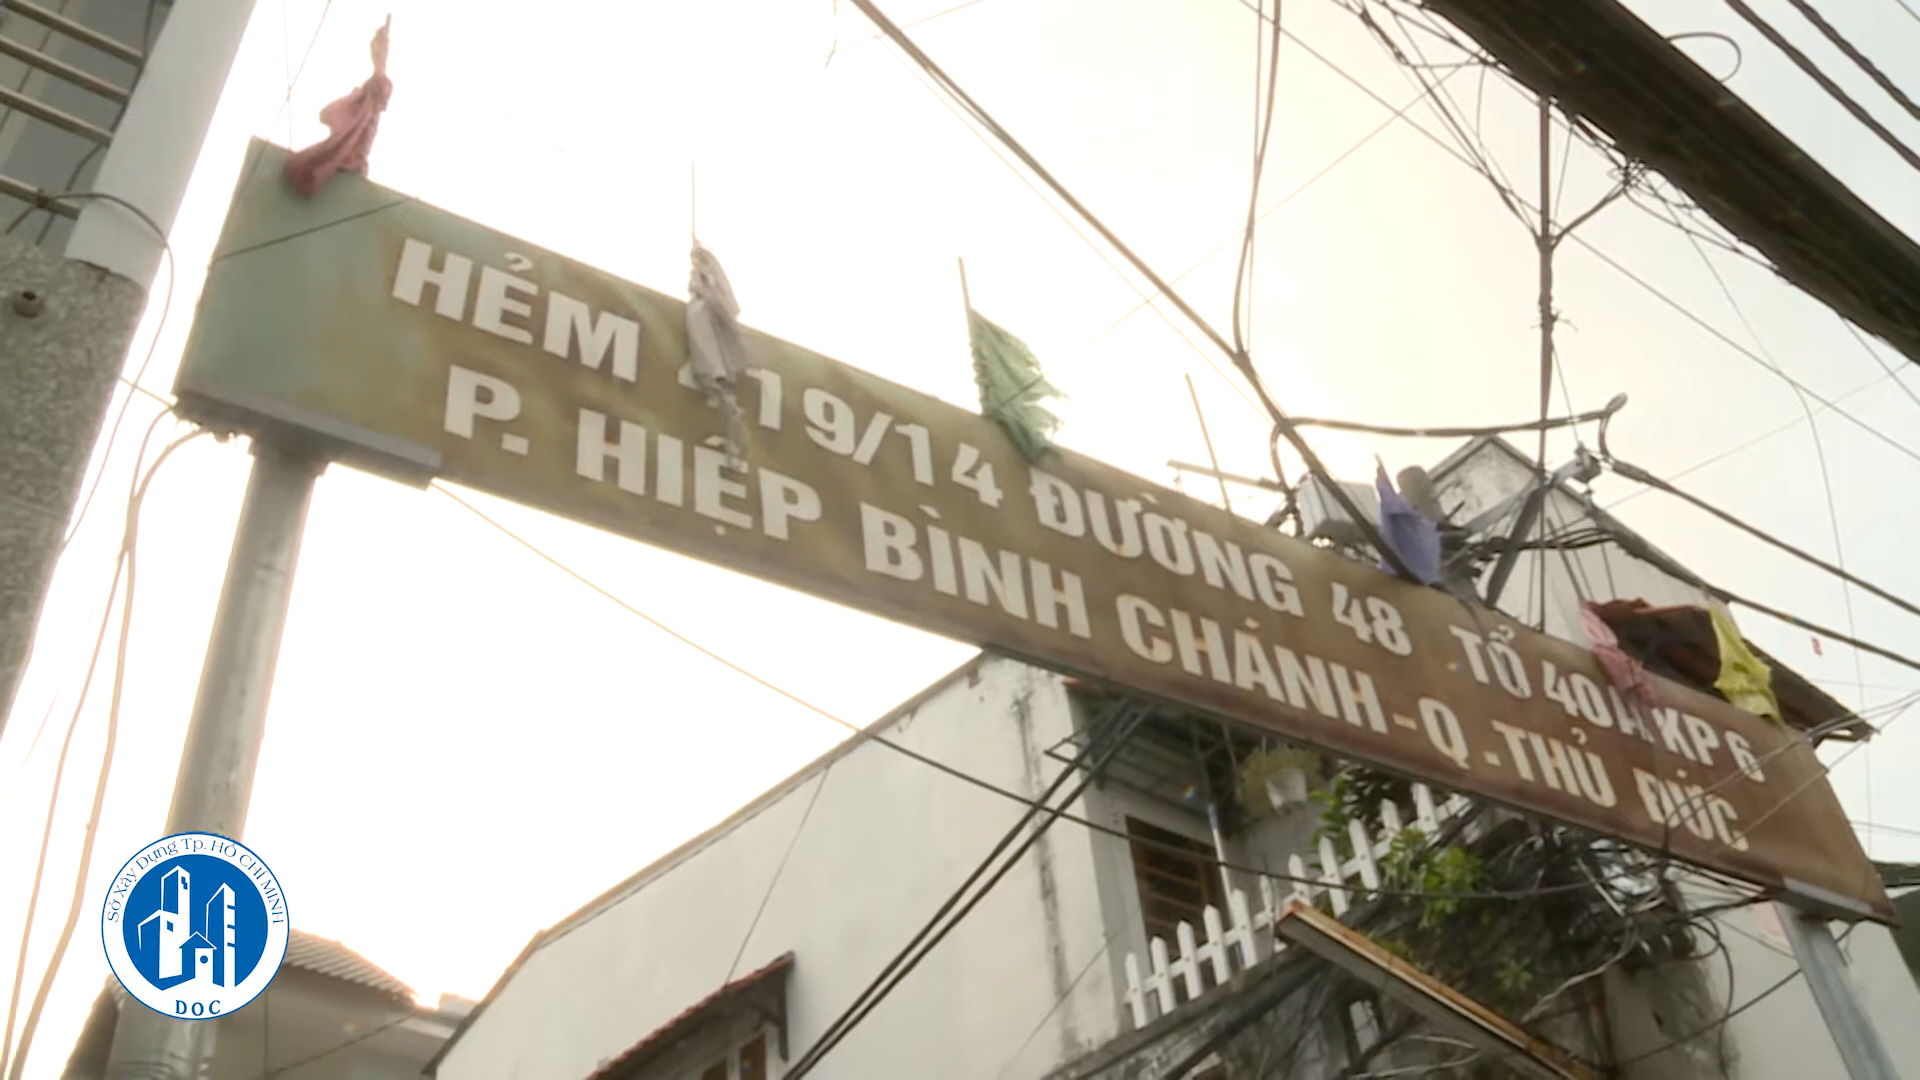 HẺM 419/14 ĐƯỜNG 48 TỔ 40A KP 6
P. HIỆP BÌNH CHÁNH - Q. THỦ ĐỨC
Sở Xây Dựng Tp. HỒ CHÍ MINH
DOC